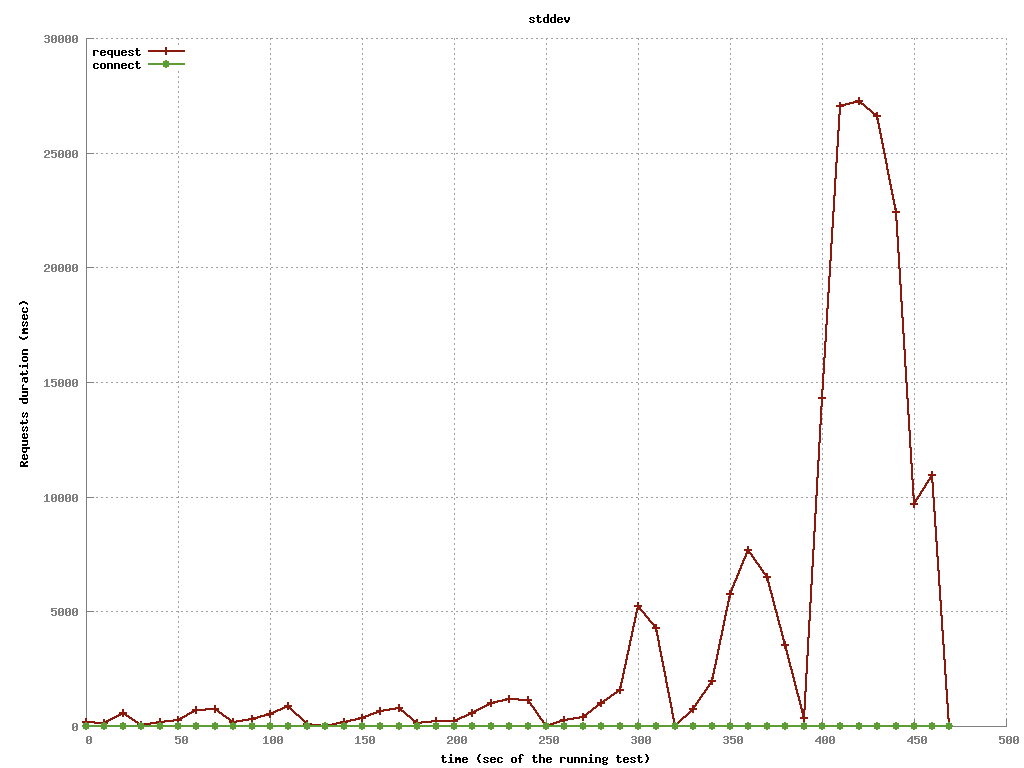 stddev
30000
request
connect
25000
20000
Requests duration (msec)
15000
10000
5000
0
0 50 100 150 200 250 300 350 400 450 500
time (sec of the running test)